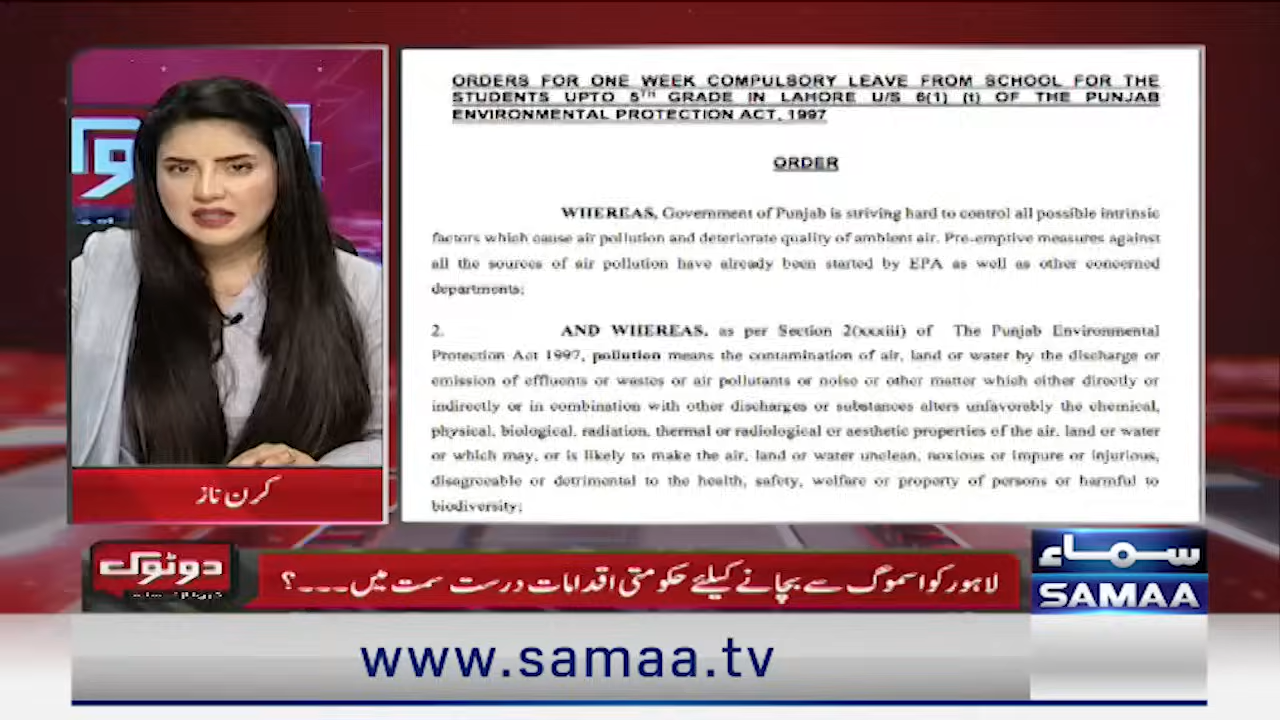 ORDERS FOR ONE WEEK COMPULSORY LEAVE FROM SCHOOL FOR THE
STUDENTS UPTO 5TH GRADE IN LAHORE U/S 6(1) (t) OF THE PUNJAB
ENVIRONMENTAL PROTECTION ACT, 1997
ORDER
WHEREAS, Government of Punjab is striving hard to control all possible intrinsic
factors which cause air pollution and deteriorate quality of ambient air. Pre-emptive measures against
all the sources of air pollution have already been started by EPA as well as other concerned
departments;
2. AND WHEREAS, as per Section 2(xxxiii) of The Punjab Environmental
Protection Act 1997, pollution means the contamination of air, land or water by the discharge or
emission of effluents or wastes or air pollutants or noise or other matter which either directly or
indirectly or in combination with other discharges or substances alters unfavorably the chemical,
physical, biological, radiation, thermal or radiological or aesthetic properties of the air, land or water
or which may, or is likely to make the air, land or water unclean, noxious or impure or injurious,
disagreeable or detrimental to the health, safety, welfare or property of persons or harmful to
biodiversity;
کرن ناز
دوٹوک
لاہور کو اسموگ سے بچانے کیلئے حکومتی اقدامات درست سمت میں۔۔۔۔؟
سماء
SAMAA
www.samaa.tv